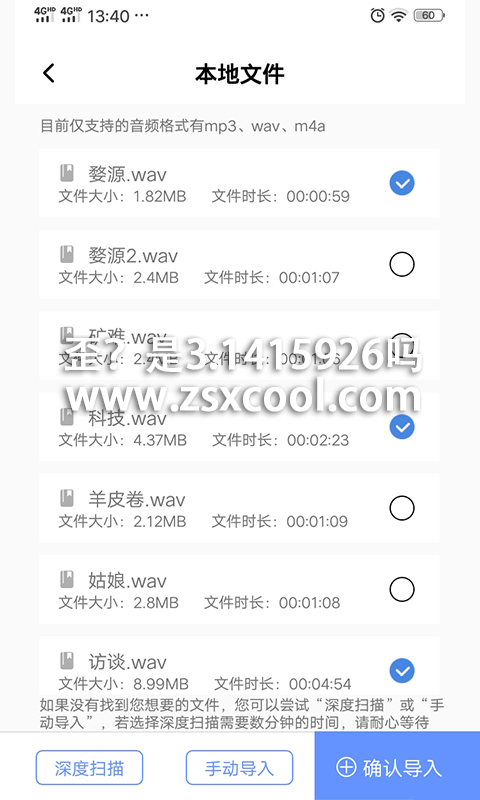 4G HD 4G HD 13:40 ··· 60
本地文件
目前仅支持的音频格式有mp3、wav、m4a
婺源.wav
文件大小：1.82MB 文件时长：00:00:59
婺源2.wav
文件大小：2.4MB 文件时长：00:01:07
矿难.wav
歪？是3.1415926吗
文件大小： 文件时长：
www.zsxcool.com
科技.wav
文件大小：4.37MB 文件时长：00:02:23
羊皮卷.wav
文件大小：2.12MB 文件时长：00:01:09
姑娘.wav
文件大小：2.8MB 文件时长：00:01:08
访谈.wav
文件大小：8.99MB 文件时长：00:04:54
如果没有找到您想要的文件，您可以尝试“深度扫描”或“手
动导入”，若选择深度扫描需要数分钟的时间，请耐心等待
深度扫描 手动导入 确认导入